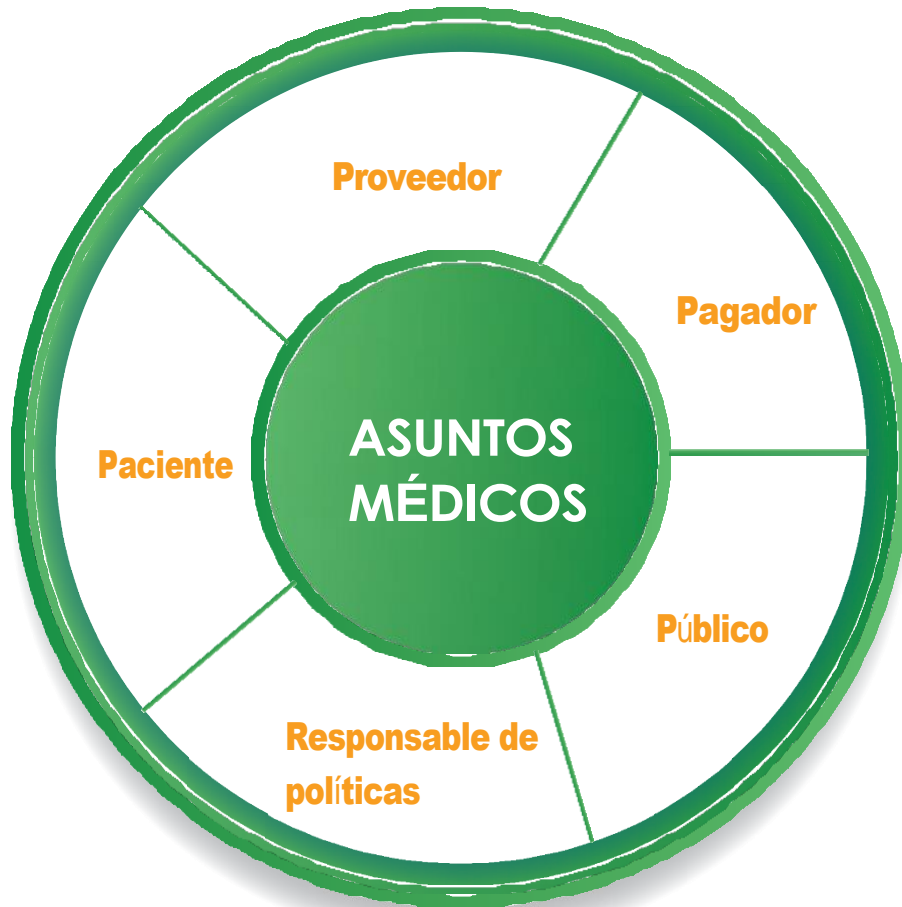 Proveedor
Pagador
Paciente
ASUNTOS
MÉDICOS
Público
Responsable de
políticas